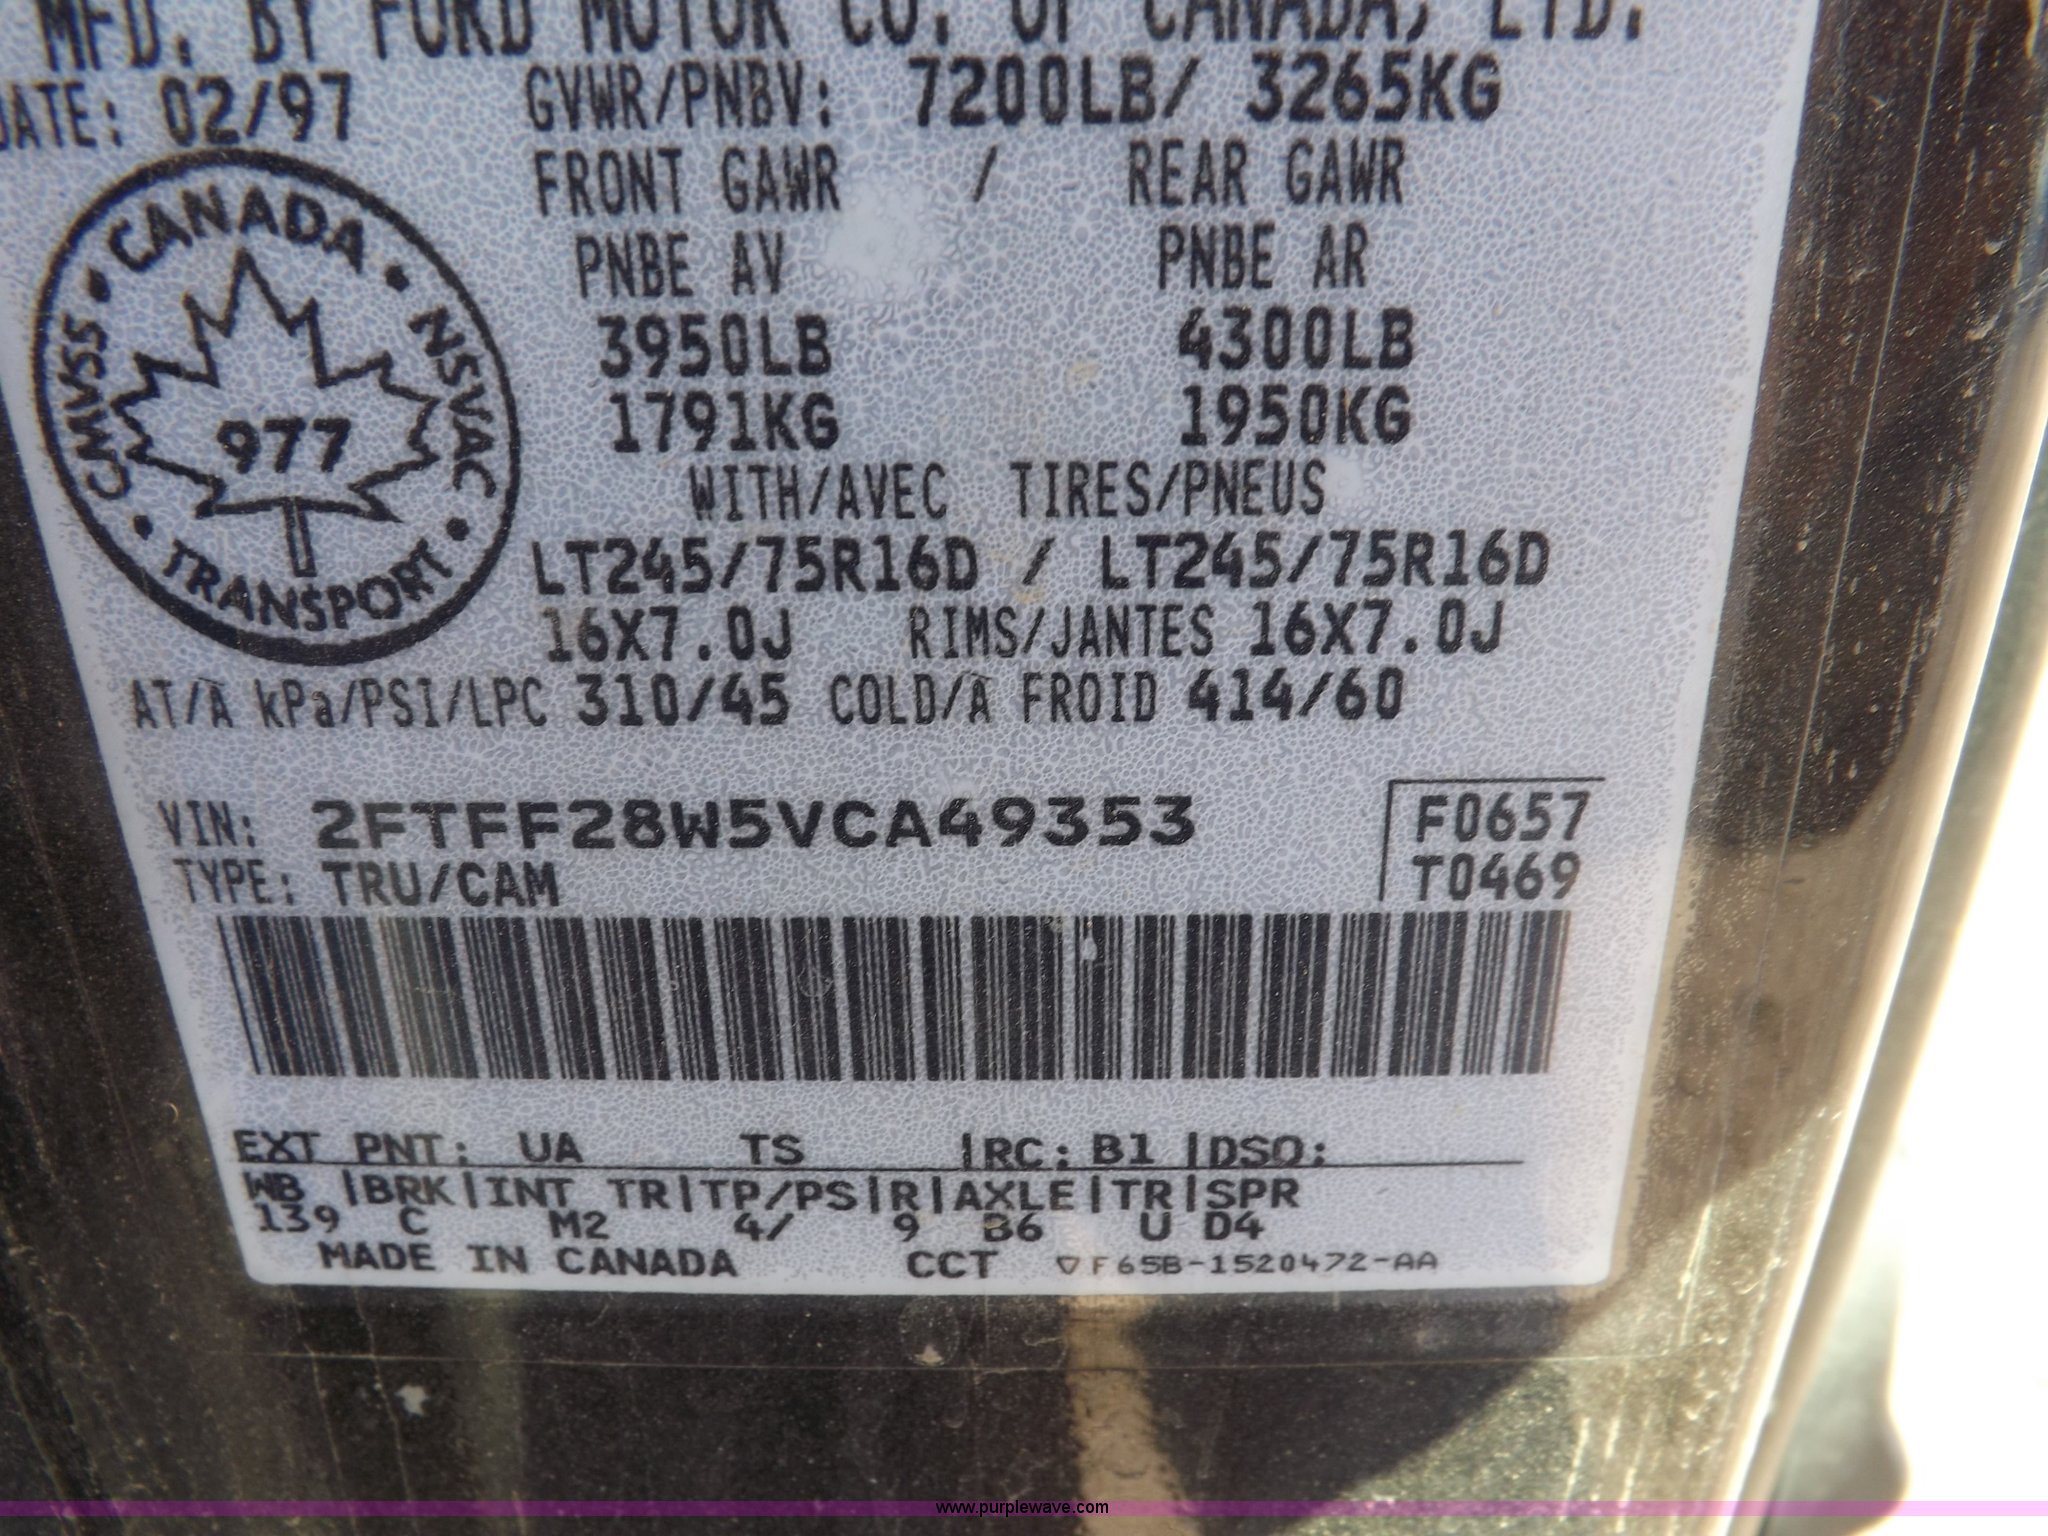 MFD. BY FORD MOTOR CO. OF CANADA, LTD.
DATE: 02/97 GVWR/PNBV: 7200LB/ 3265KG
FRONT GAWR / REAR GAWR
PNBE AV PNBE AR
3950LB 4300LB
1791KG 1950KG
WITH/AVEC TIRES/PNEUS
LT245/75R16D / LT245/75R16D
16X7.0J RIMS/JANTES 16X7.0J
AT/À kPa/PSI/LPC 310/45 COLD/À FROID 414/60
CANADA • NSVAC • TRANSPORT • CMVSS •
977
VIN: 2FTFF28W5VCA49353 F0657
TYPE: TRU/CAM T0469
EXT PNT: UA TS |RC: B1 |DSO:
WB |BRK|INT TR|TP/PS|R|AXLE|TR|SPR
139 C M2 4/ 9 B6 U D4
MADE IN CANADA CCT ▽F65B-1520472-AA
www.purplewave.com